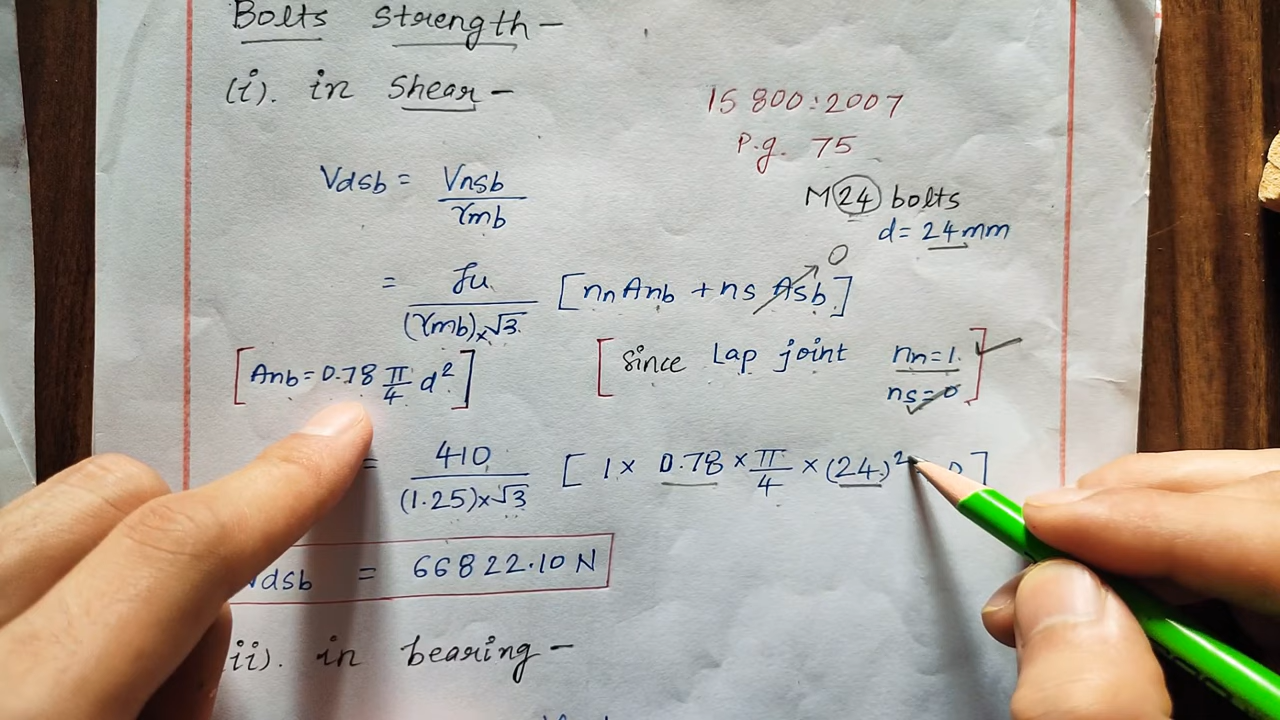 Bolts Strength -
(i). in Shear -
IS 800:2007
P.g. 75
Vdsb = Vnsb / γmb
M24 bolts
d = 24mm
= fu / (γmb)×√3 [nn Anb + ns Asb] 0
[Anb = 0.78 π/4 d²]
[Since Lap joint nn=1. ✓
ns=0 ✓]
= 410 / (1.25)×√3 [1 × 0.78 × π/4 × (24)² 0]
Vdsb = 66822.10 N
ii). in bearing -